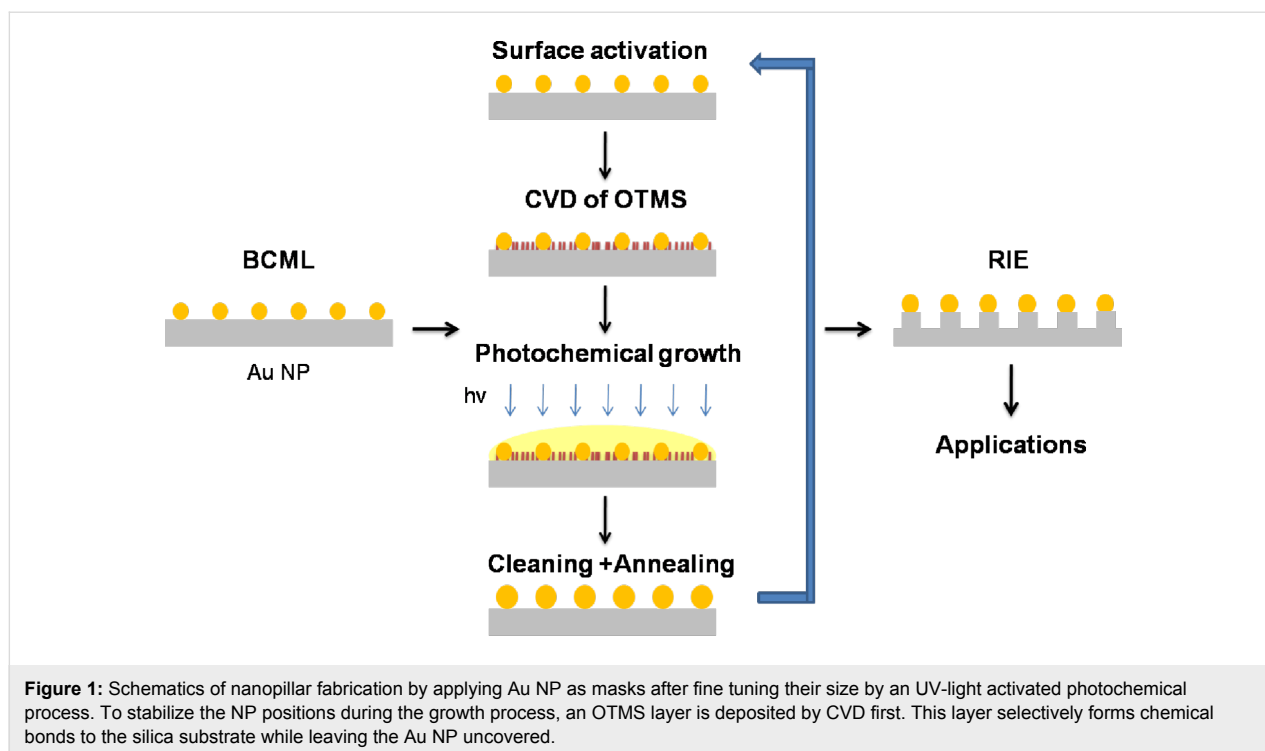 Surface activation
CVD of OTMS
BCML
Au NP
Photochemical growth
hv
Cleaning +Annealing
RIE
Applications
Figure 1: Schematics of nanopillar fabrication by applying Au NP as masks after fine tuning their size by an UV-light activated photochemical
process. To stabilize the NP positions during the growth process, an OTMS layer is deposited by CVD first. This layer selectively forms chemical
bonds to the silica substrate while leaving the Au NP uncovered.